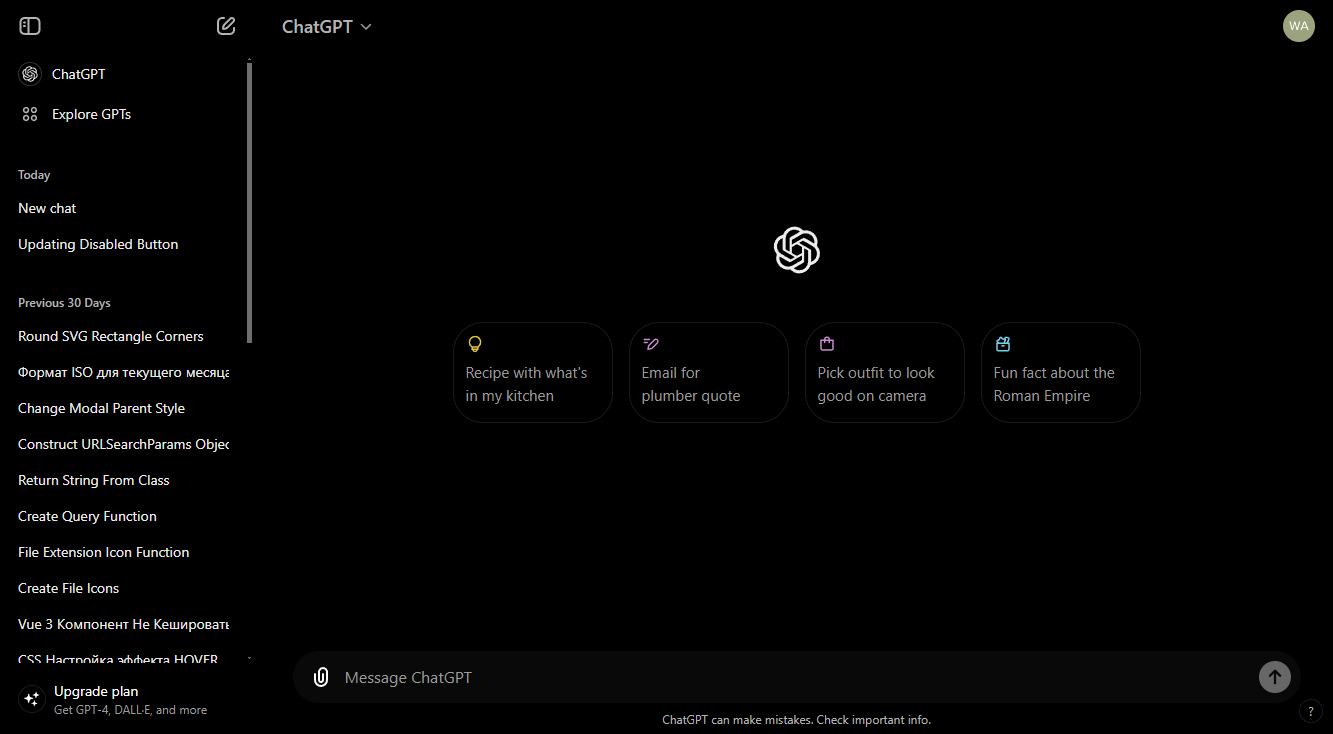 ChatGPT
WA
ChatGPT
Explore GPTs
Today
New chat
Updating Disabled Button
Previous 30 Days
Round SVG Rectangle Corners
Формат ISO для текущего месяца
Change Modal Parent Style
Construct URLSearchParams Objec
Return String From Class
Create Query Function
File Extension Icon Function
Create File Icons
Vue 3 Компонент Не Кешировать
CSS Настройка эффекта HOVER
Upgrade plan
Get GPT-4, DALL·E, and more
Recipe with what's
in my kitchen
Email for
plumber quote
Pick outfit to look
good on camera
Fun fact about the
Roman Empire
Message ChatGPT
ChatGPT can make mistakes. Check important info.
?